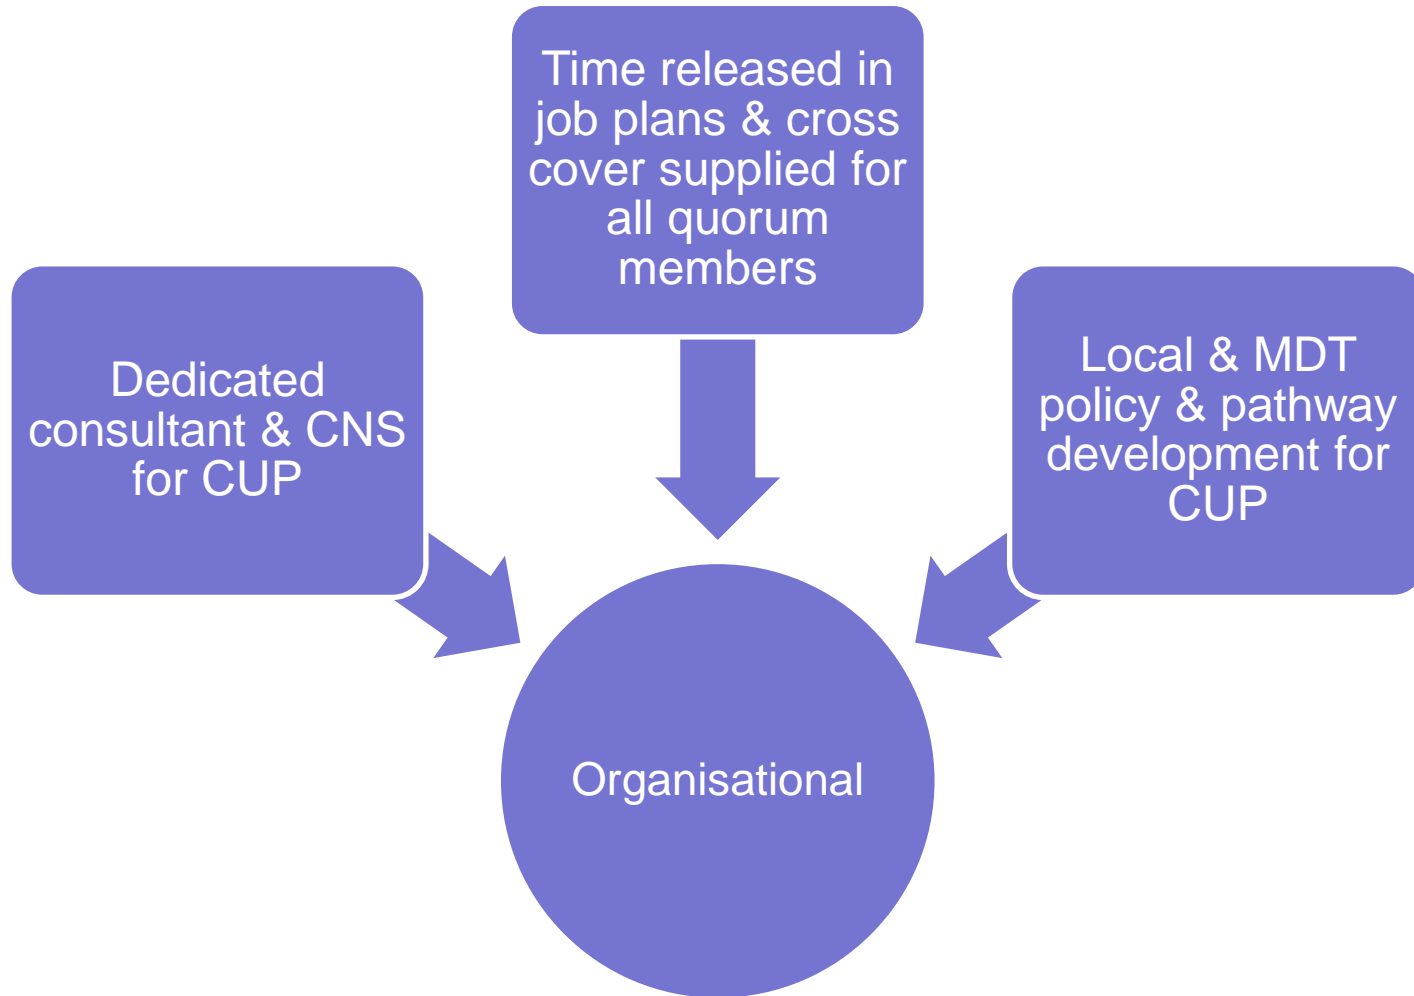 Time released in
job plans & cross
cover supplied for
all quorum
members
Dedicated
consultant & CNS
for CUP
Local & MDT
policy & pathway
development for
CUP
Organisational